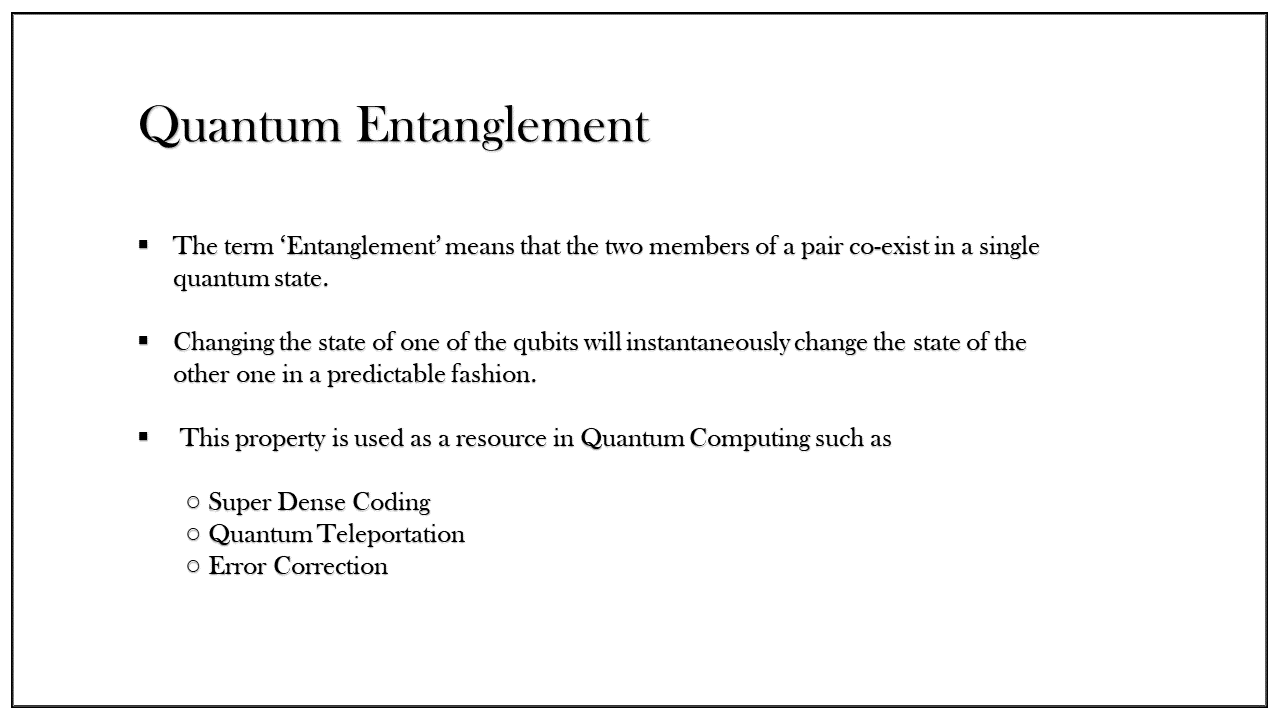 Quantum Entanglement
▪ The term ‘Entanglement’ means that the two members of a pair co-exist in a single
quantum state.
▪ Changing the state of one of the qubits will instantaneously change the state of the
other one in a predictable fashion.
▪ This property is used as a resource in Quantum Computing such as
○ Super Dense Coding
○ Quantum Teleportation
○ Error Correction